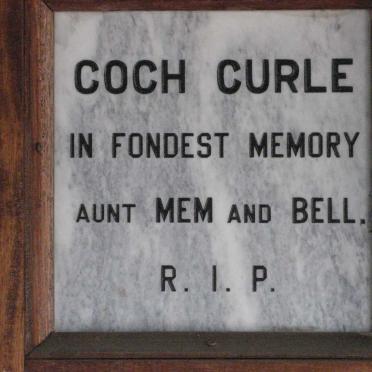 COCH CURLE
IN FONDEST MEMORY
AUNT MEM AND BELL.
R. I. P.